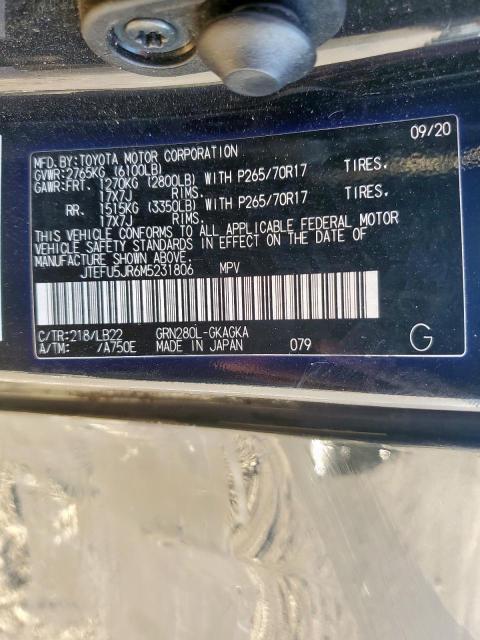 09/20
MFD.BY:TOYOTA MOTOR CORPORATION
GVWR:2765KG (6100LB)
GAWR:FRT. 1270KG (2800LB) WITH P265/70R17 TIRES.
17X7J RIMS.
RR. 1515KG (3350LB) WITH P265/70R17 TIRES.
17X7J RIMS.
THIS VEHICLE CONFORMS TO ALL APPLICABLE FEDERAL MOTOR
VEHICLE SAFETY STANDARDS IN EFFECT ON THE DATE OF
MANUFACTURE SHOWN ABOVE.
JTEFU5JR6M5231806 MPV
C/TR:218/LB22 GRN280L-GKAGKA
A/TM: /A750E MADE IN JAPAN 079 G